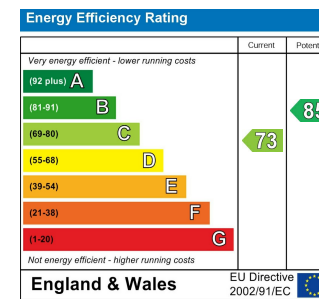 Energy Efficiency Rating
Current Potent
Very energy efficient - lower running costs
(92 plus) A
(81-91) B
(69-80) C
(55-68) D
(39-54) E
(21-38) F
(1-20) G
73
85
Not energy efficient - higher running costs
England & Wales
EU Directive
2002/91/EC